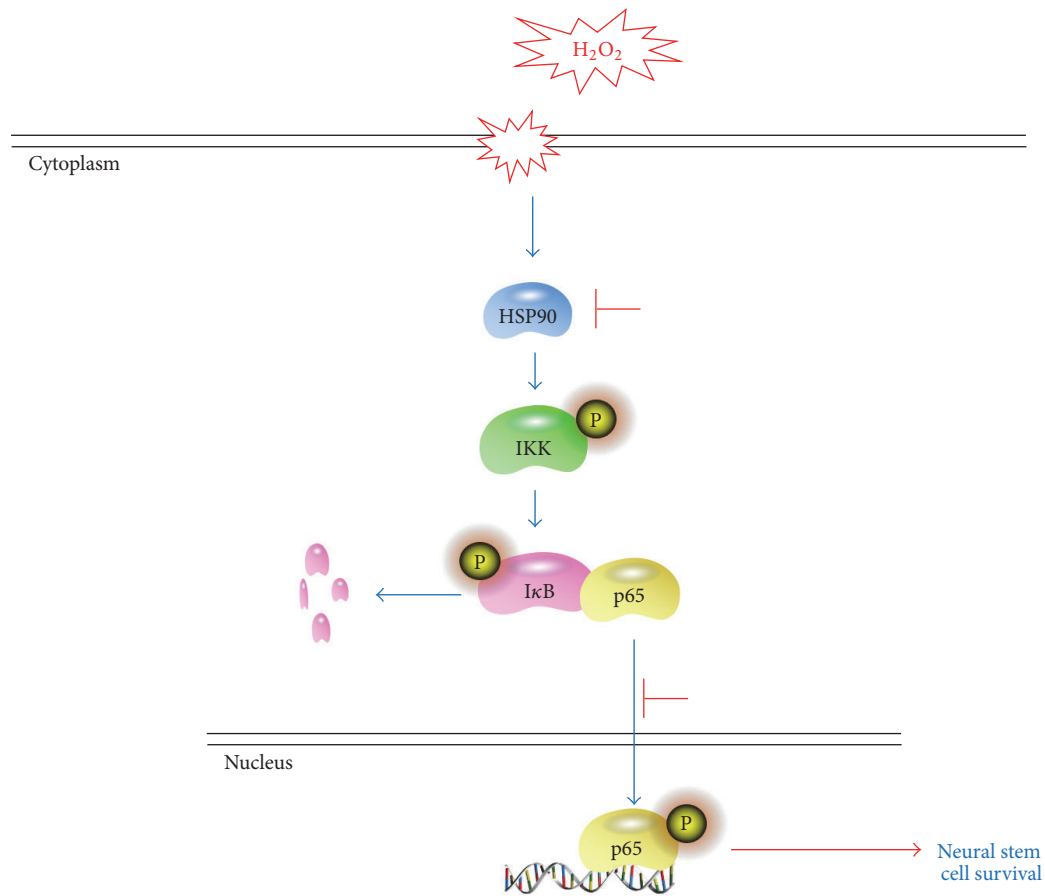 H₂O₂
Cytoplasm
HSP90
P
IKK
P
IκB
p65
Nucleus
P
p65
Neural stem
cell survival